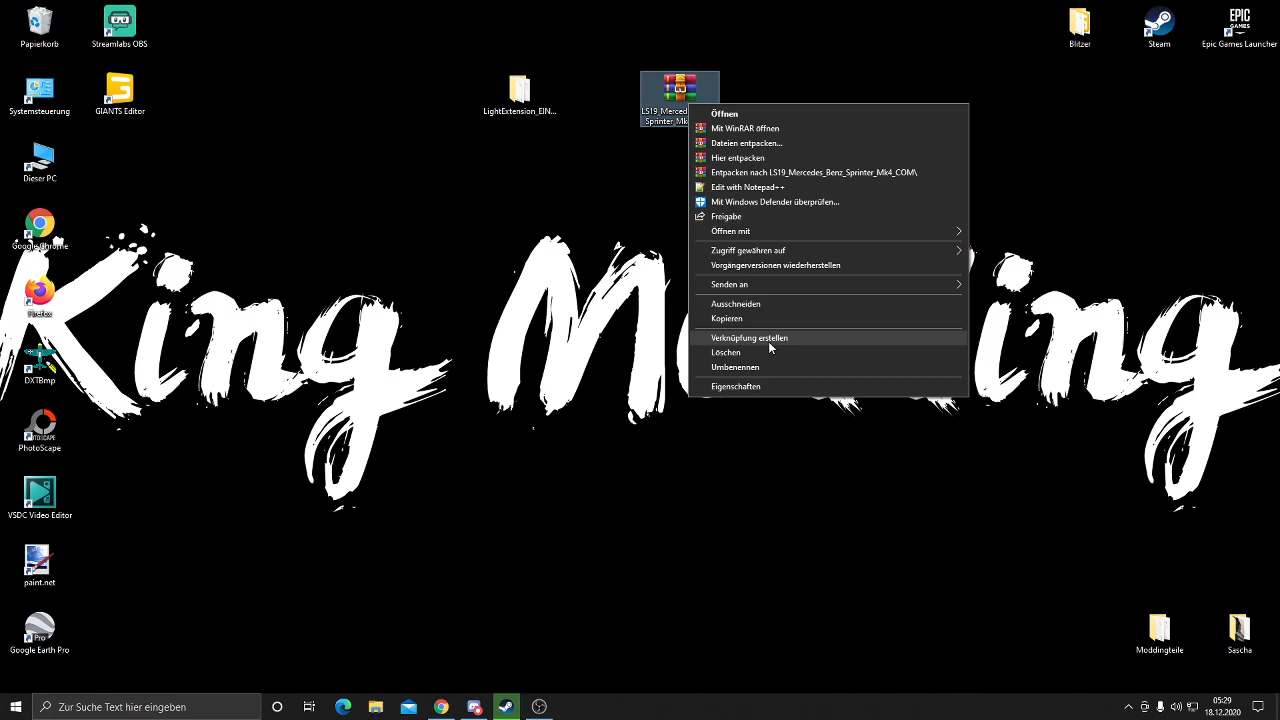 Papierkorb
Streamlabs OBS
Systemsteuerung
GIANTS Editor
Dieser PC
Google Chrome
Firefox
DXTBmp
PHOTOSCAPE
PhotoScape
VSDC Video Editor
paint.net
Pro
Google Earth Pro
LightExtension_EIN...
LS19_Merced
Sprinter_Mk
Öffnen
Mit WinRAR öffnen
Dateien entpacken...
Hier entpacken
Entpacken nach LS19_Mercedes_Benz_Sprinter_Mk4_COM\
Edit with Notepad++
Mit Windows Defender überprüfen...
Freigabe
Öffnen mit
Zugriff gewähren auf
Vorgängerversionen wiederherstellen
Senden an
Ausschneiden
Kopieren
Verknüpfung erstellen
Löschen
Umbenennen
Eigenschaften
Blitzer
Steam
EPIC
GAMES
Epic Games Launcher
King M
ing
Moddingteile
Sascha
Zur Suche Text hier eingeben
05:29
18.12.2020